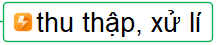 thu thập, xử lí